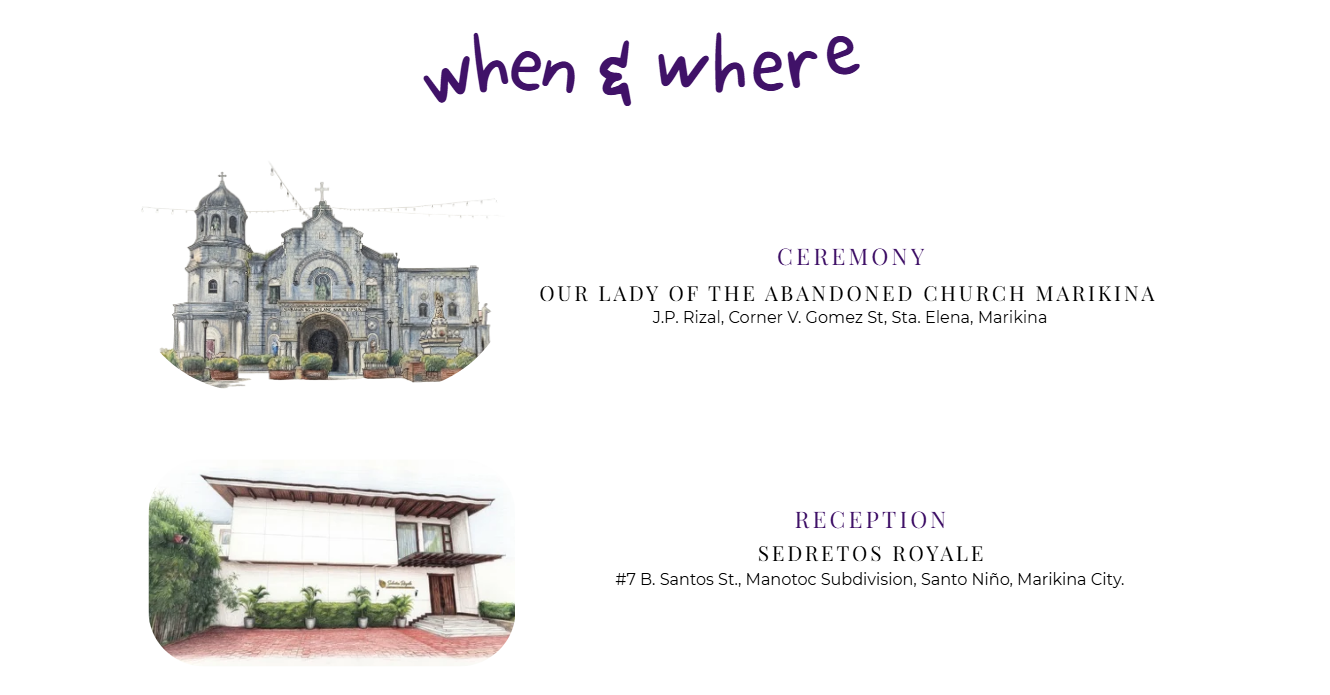 when & where
CEREMONY
OUR LADY OF THE ABANDONED CHURCH MARIKINA
J.P. Rizal, Corner V. Gomez St, Sta. Elena, Marikina
RECEPTION
SEDRETOS ROYALE
#7 B. Santos St., Manotoc Subdivision, Santo Niño, Marikina City.